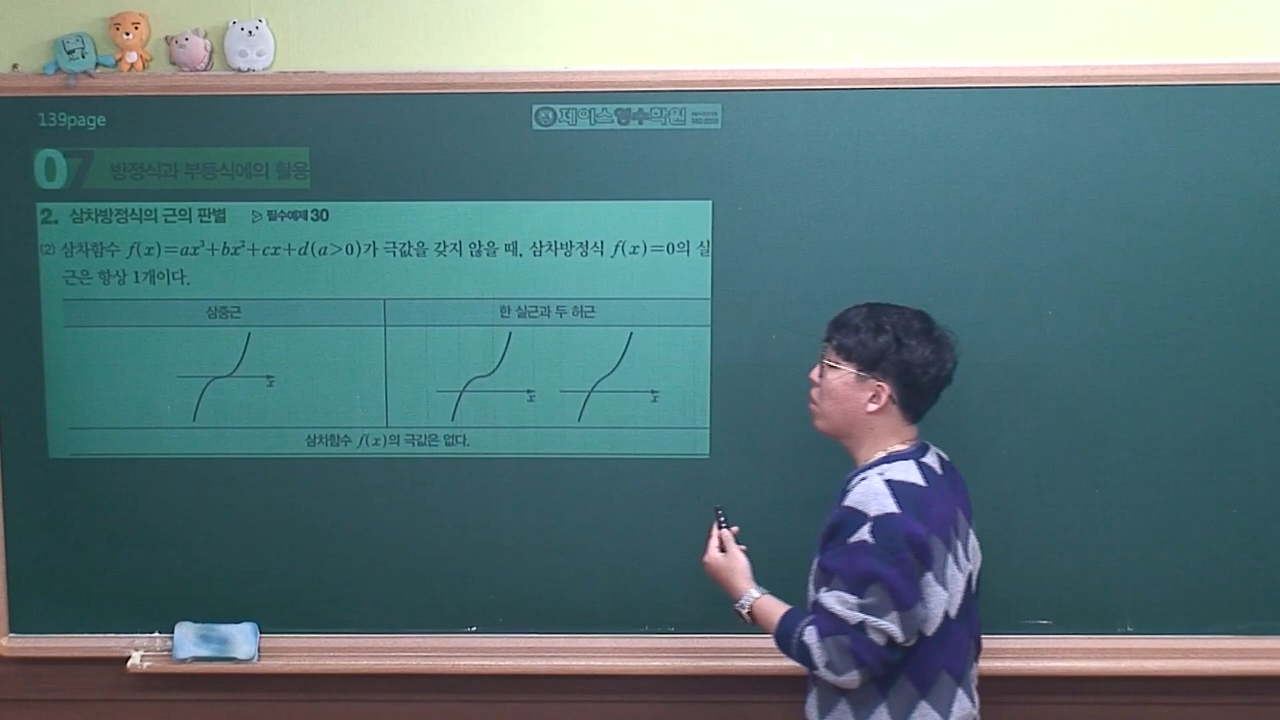 139page
제이스영수학원
07 방정식과 부등식에의 활용
2. 삼차방정식의 근의 판별 ▷ 필수예제 30
(2) 삼차함수 f(x)=ax³+bx²+cx+d(a>0)가 극값을 갖지 않을 때, 삼차방정식 f(x)=0의 실
근은 항상 1개이다.
삼중근 한 실근과 두 허근
x x x
삼차함수 f(x)의 극값은 없다.